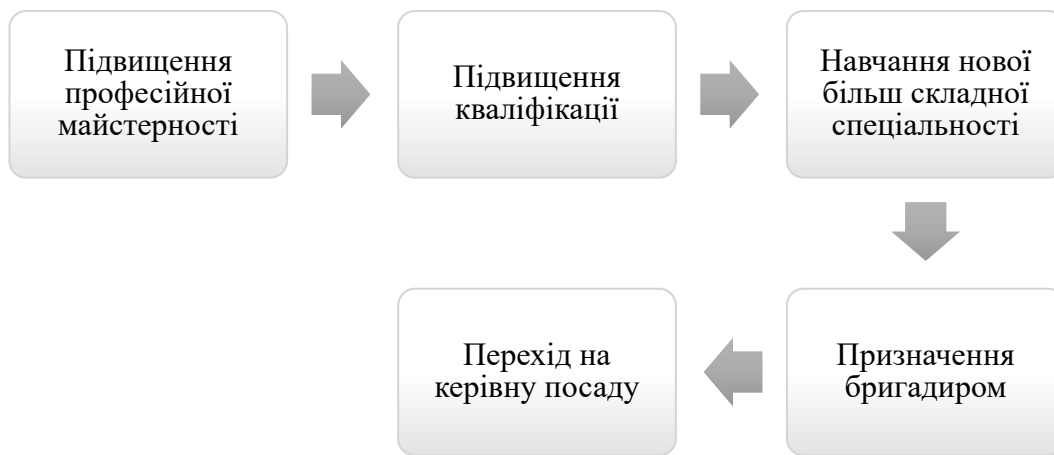 Підвищення
професійної
майстерності
Підвищення
кваліфікації
Навчання нової
більш складної
спеціальності
Призначення
бригадиром
Перехід на
керівну посаду